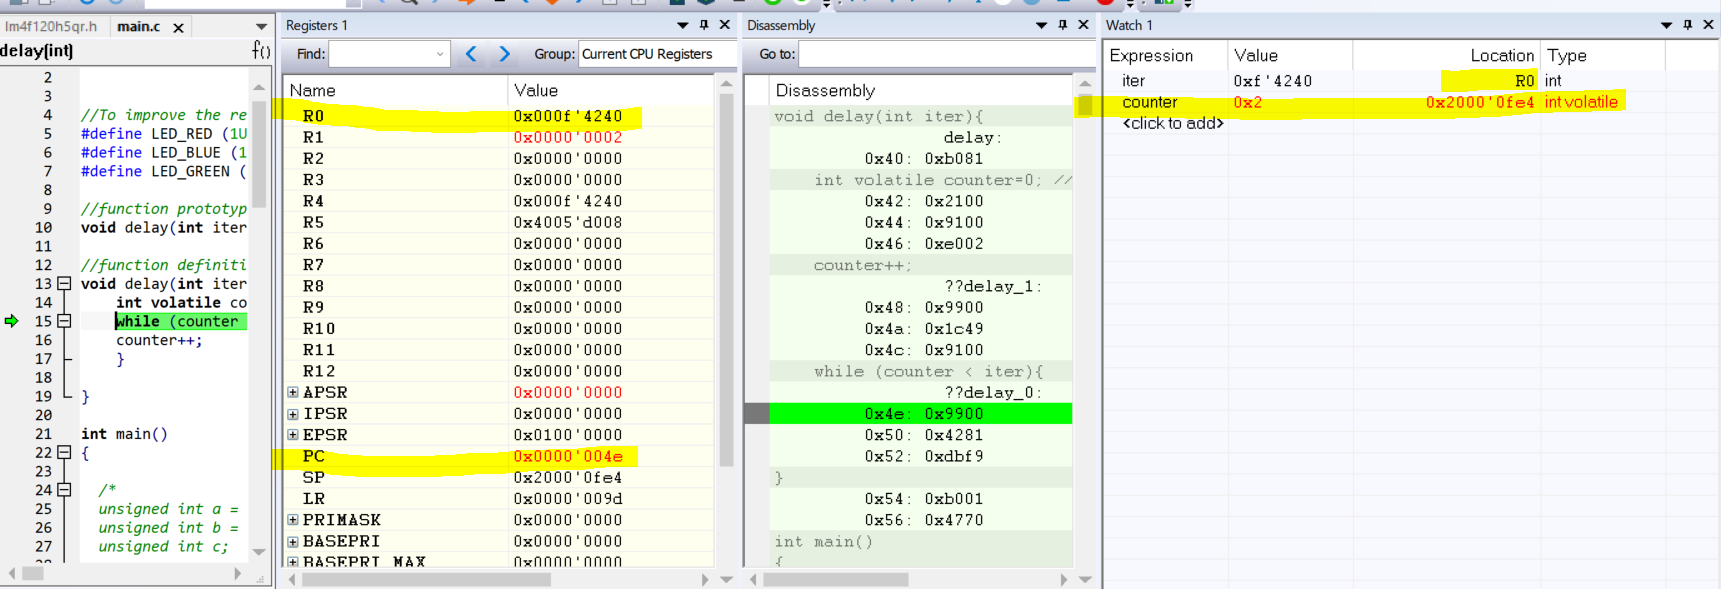 lm4f120h5qr.h main.c
delay(int) f()
2
3
4 //To improve the re
5 #define LED_RED (1U
6 #define LED_BLUE (1
7 #define LED_GREEN (
8
9 //function prototyp
10 void delay(int iter
11
12 //function definiti
13 void delay(int iter
14 int volatile co
15 while (counter
16 counter++;
17 }
18
19 }
20
21 int main()
22 {
23
24 /*
25 unsigned int a =
26 unsigned int b =
27 unsigned int c;
Registers 1
Find: Group: Current CPU Registers
Name Value
R0 0x000f'4240
R1 0x0000'0002
R2 0x0000'0000
R3 0x0000'0000
R4 0x000f'4240
R5 0x4005'd008
R6 0x0000'0000
R7 0x0000'0000
R8 0x0000'0000
R9 0x0000'0000
R10 0x0000'0000
R11 0x0000'0000
R12 0x0000'0000
APSR 0x0000'0000
IPSR 0x0000'0000
EPSR 0x0100'0000
PC 0x0000'004e
SP 0x2000'0fe4
LR 0x0000'009d
PRIMASK 0x0000'0000
BASEPRI 0x0000'0000
BASEPRI_MAX 0x0000'0000
Disassembly
Go to:
Disassembly
void delay(int iter){
delay:
0x40: 0xb081
int volatile counter=0; //
0x42: 0x2100
0x44: 0x9100
0x46: 0xe002
counter++;
??delay_1:
0x48: 0x9900
0x4a: 0x1c49
0x4c: 0x9100
while (counter < iter){
??delay_0:
0x4e: 0x9900
0x50: 0x4281
0x52: 0xdbf9
}
0x54: 0xb001
0x56: 0x4770
int main()
{
Watch 1
Expression Value Location Type
iter 0xf'4240 R0 int
counter 0x2 0x2000'0fe4 int volatile
<click to add>